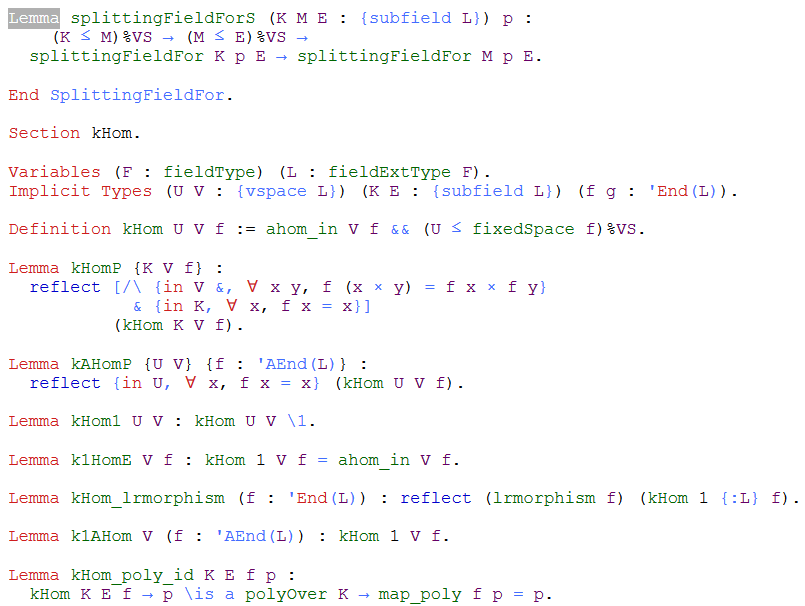 Lemma splittingFieldForS (K M E : {subfield L}) p :
(K ≤ M)%VS → (M ≤ E)%VS →
splittingFieldFor K p E → splittingFieldFor M p E.
End SplittingFieldFor.
Section kHom.
Variables (F : fieldType) (L : fieldExtType F).
Implicit Types (U V : {vspace L}) (K E : {subfield L}) (f g : 'End(L)).
Definition kHom U V f := ahom_in V f && (U ≤ fixedSpace f)%VS.
Lemma kHomP {K V f} :
reflect [/\ {in V &, ∀ x y, f (x × y) = f x × f y}
& {in K, ∀ x, f x = x}]
(kHom K V f).
Lemma kAHomP {U V} {f : 'AEnd(L)} :
reflect {in U, ∀ x, f x = x} (kHom U V f).
Lemma kHom1 U V : kHom U V \1.
Lemma k1HomE V f : kHom 1 V f = ahom_in V f.
Lemma kHom_lrmorphism (f : 'End(L)) : reflect (lrmorphism f) (kHom 1 {:L} f).
Lemma k1AHom V (f : 'AEnd(L)) : kHom 1 V f.
Lemma kHom_poly_id K E f p :
kHom K E f → p \is a polyOver K → map_poly f p = p.